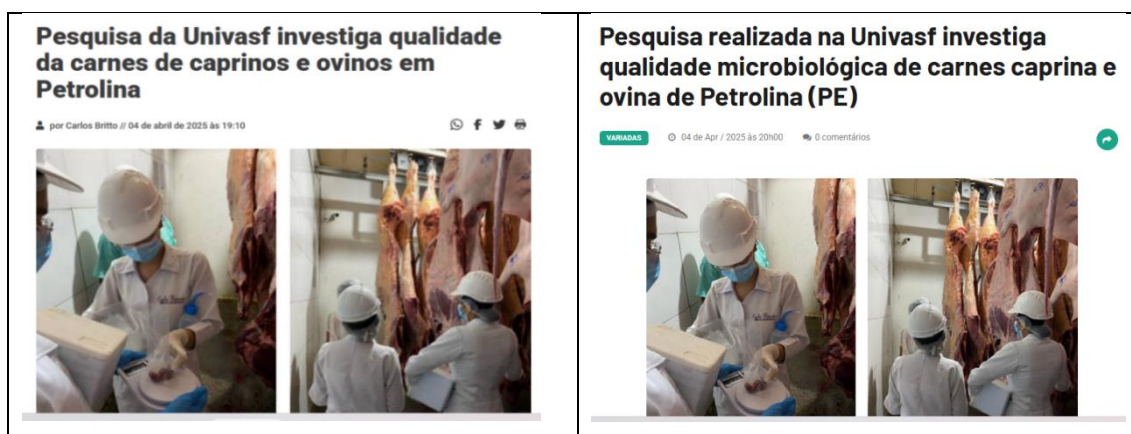 Pesquisa da Univasf investiga qualidade
da carnes de caprinos e ovinos em
Petrolina
por Carlos Britto // 04 de abril de 2025 às 19:10
Pesquisa realizada na Univasf investiga
qualidade microbiológica de carnes caprina e
ovina de Petrolina (PE)
VARIADAS 04 de Apr / 2025 às 20h00 0 comentários